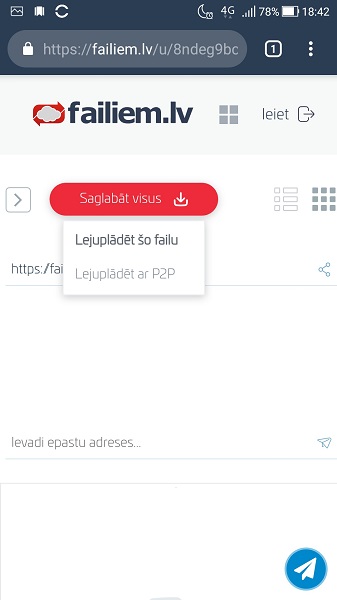 4G 78% 18:42
https://failiem.lv/u/8ndeg9bc
1
failiem.lv
Ieiet
Saglabāt visus
Lejuplādēt šo failu
https://fai
Lejuplādēt ar P2P
Ievadi epastu adreses...